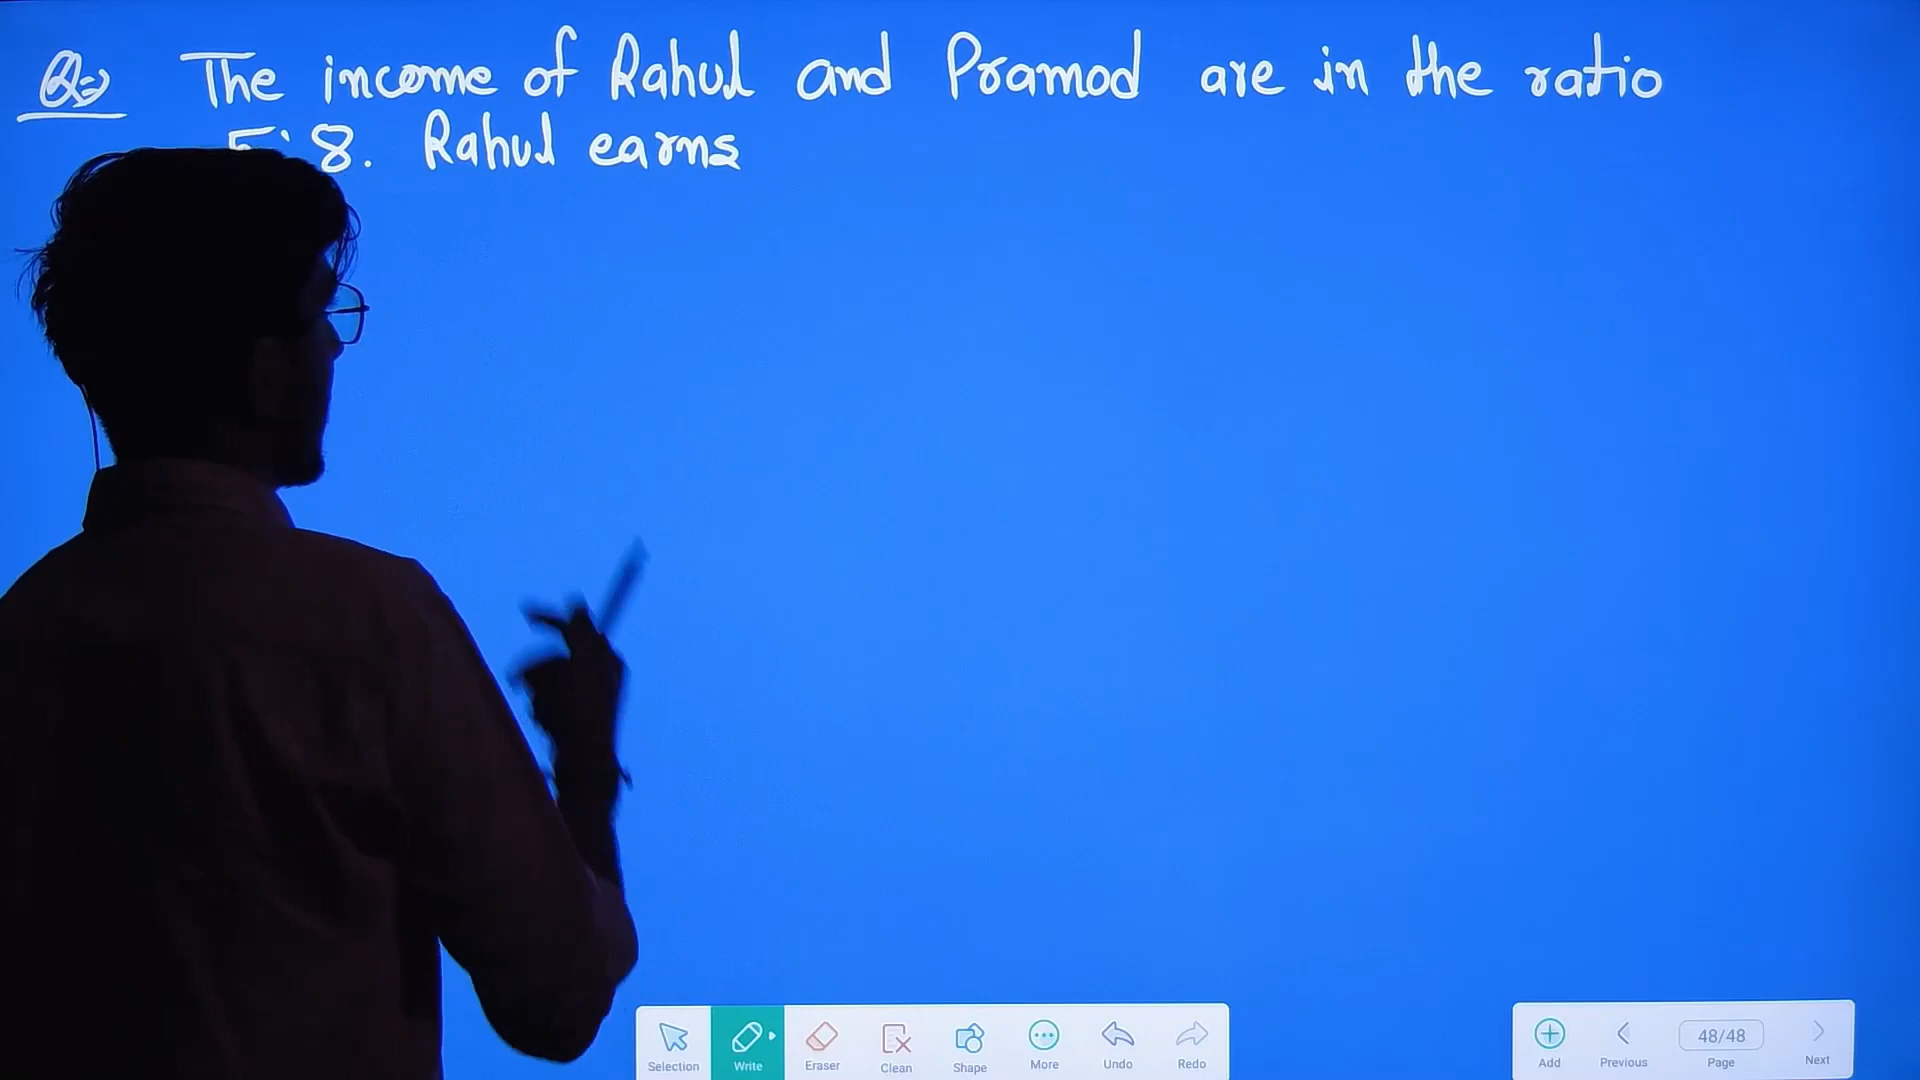 Q⇒ The income of Rahul and Pramod are in the ratio
5:8. Rahul earns
Selection Write Eraser Clean Shape More Undo Redo
Add Previous 48/48 Page Next